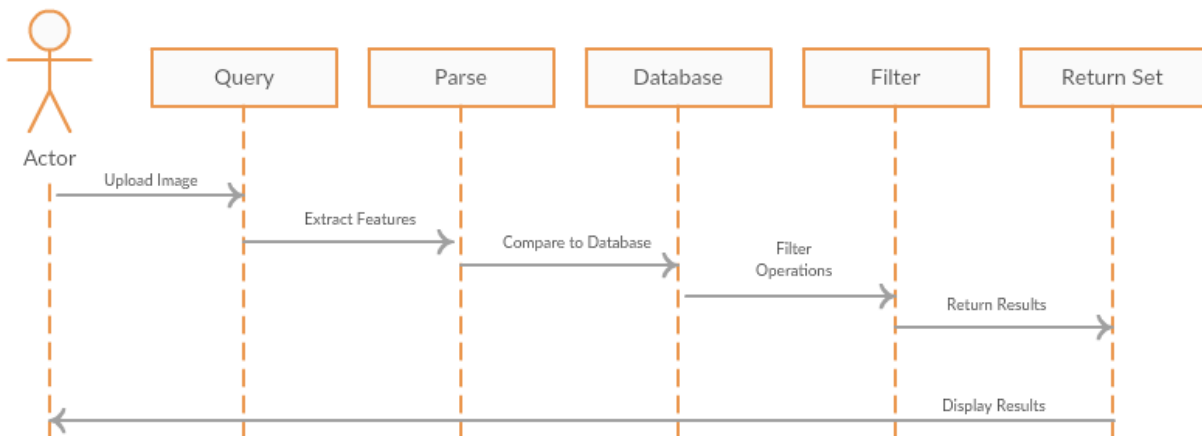 Query
Parse
Database
Filter
Return Set
Actor
Upload Image
Extract Features
Compare to Database
Filter
Operations
Return Results
Display Results